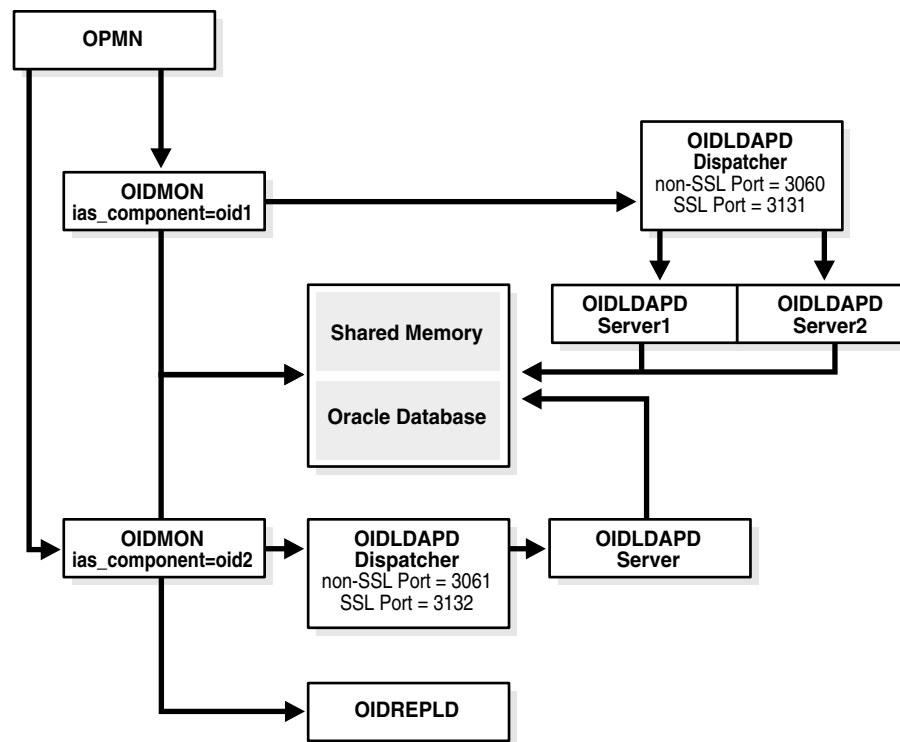 OPMN
OIDLDAPD
Dispatcher
non-SSL Port = 3060
SSL Port = 3131
OIDMON
ias_component=oid1
OIDLDAPD
Server1
OIDLDAPD
Server2
Shared Memory
Oracle Database
OIDMON
ias_component=oid2
OIDLDAPD
Dispatcher
non-SSL Port = 3061
SSL Port = 3132
OIDLDAPD
Server
OIDREPLD